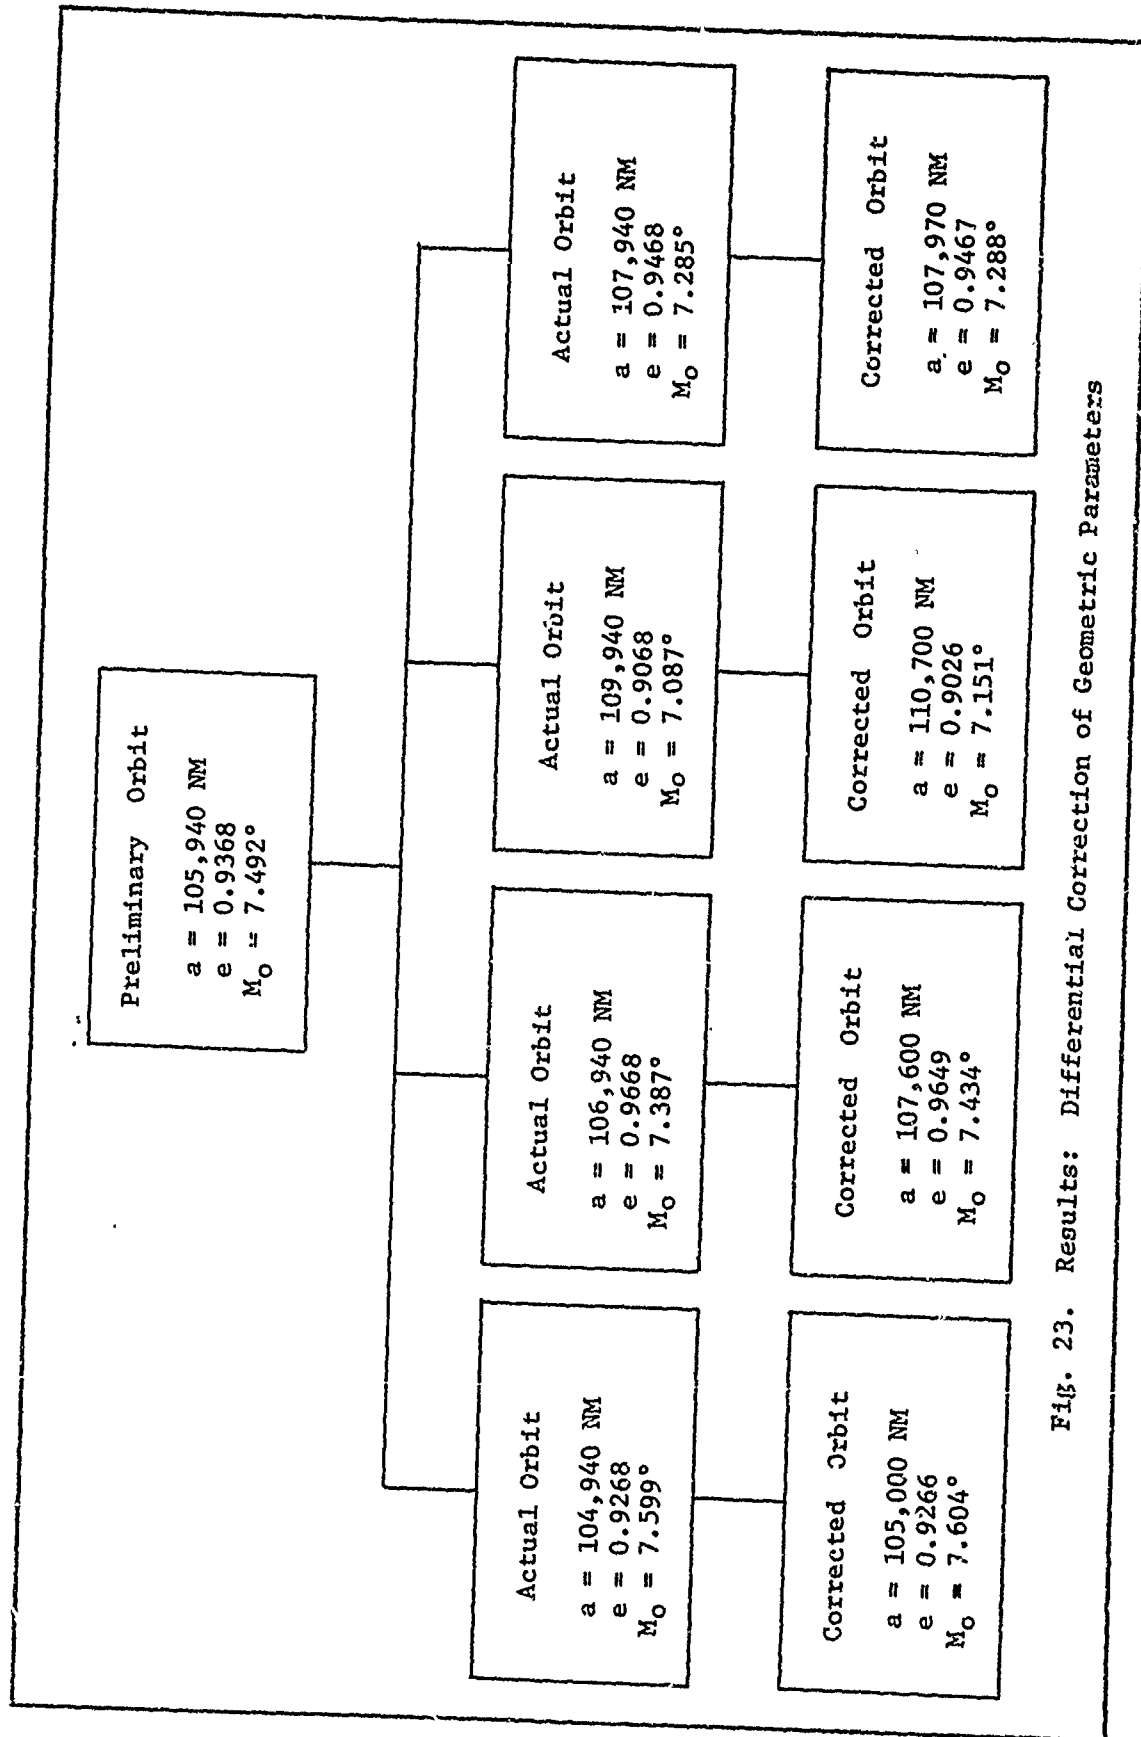 Preliminary Orbit
a = 105,940 NM
e = 0.9368
Mo = 7.492°
Actual Orbit
a = 104,940 NM
e = 0.9268
Mo = 7.599°
Actual Orbit
a = 106,940 NM
e = 0.9668
Mo = 7.387°
Actual Orbit
a = 109,940 NM
e = 0.9068
Mo = 7.087°
Actual Orbit
a = 107,940 NM
e = 0.9468
Mo = 7.285°
Corrected Orbit
a = 105,000 NM
e = 0.9266
Mo = 7.604°
Corrected Orbit
a = 107,600 NM
e = 0.9649
Mo = 7.434°
Corrected Orbit
a = 110,700 NM
e = 0.9026
Mo = 7.151°
Corrected Orbit
a = 107,970 NM
e = 0.9467
Mo = 7.288°
Fig. 23. Results: Differential Correction of Geometric Parameters